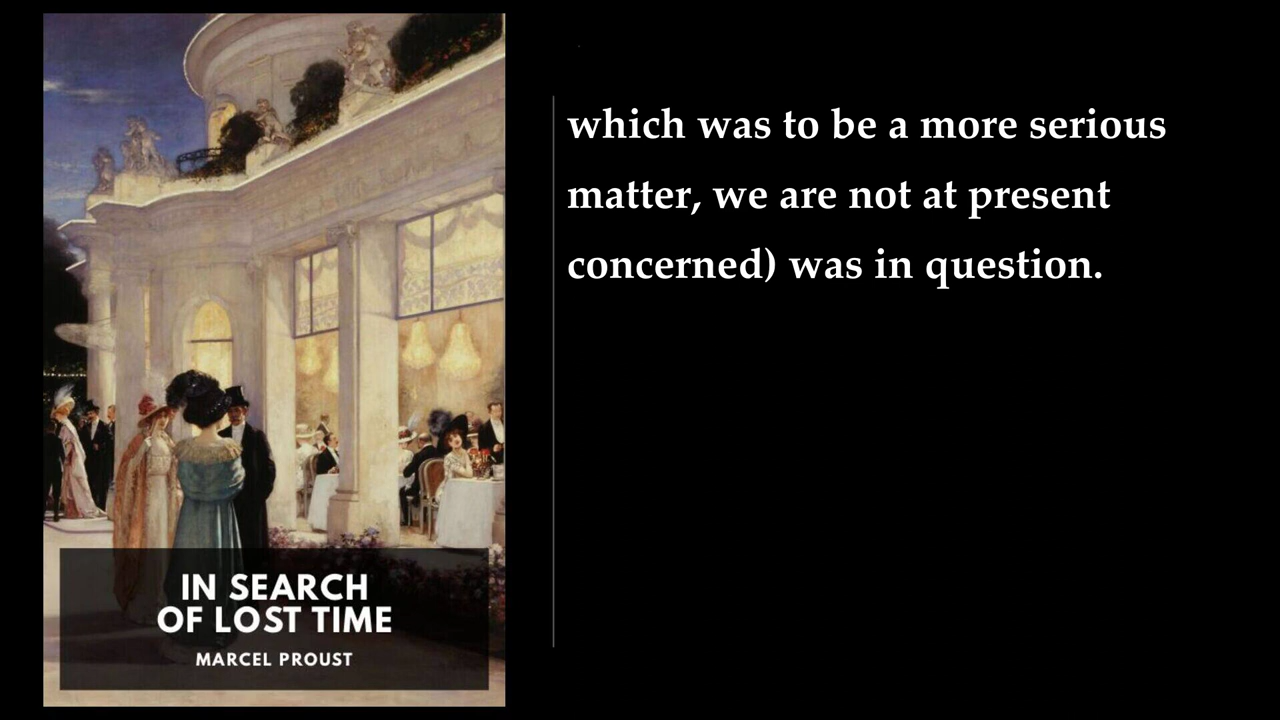 which was to be a more serious
matter, we are not at present
concerned) was in question.
IN SEARCH
OF LOST TIME
MARCEL PROUST